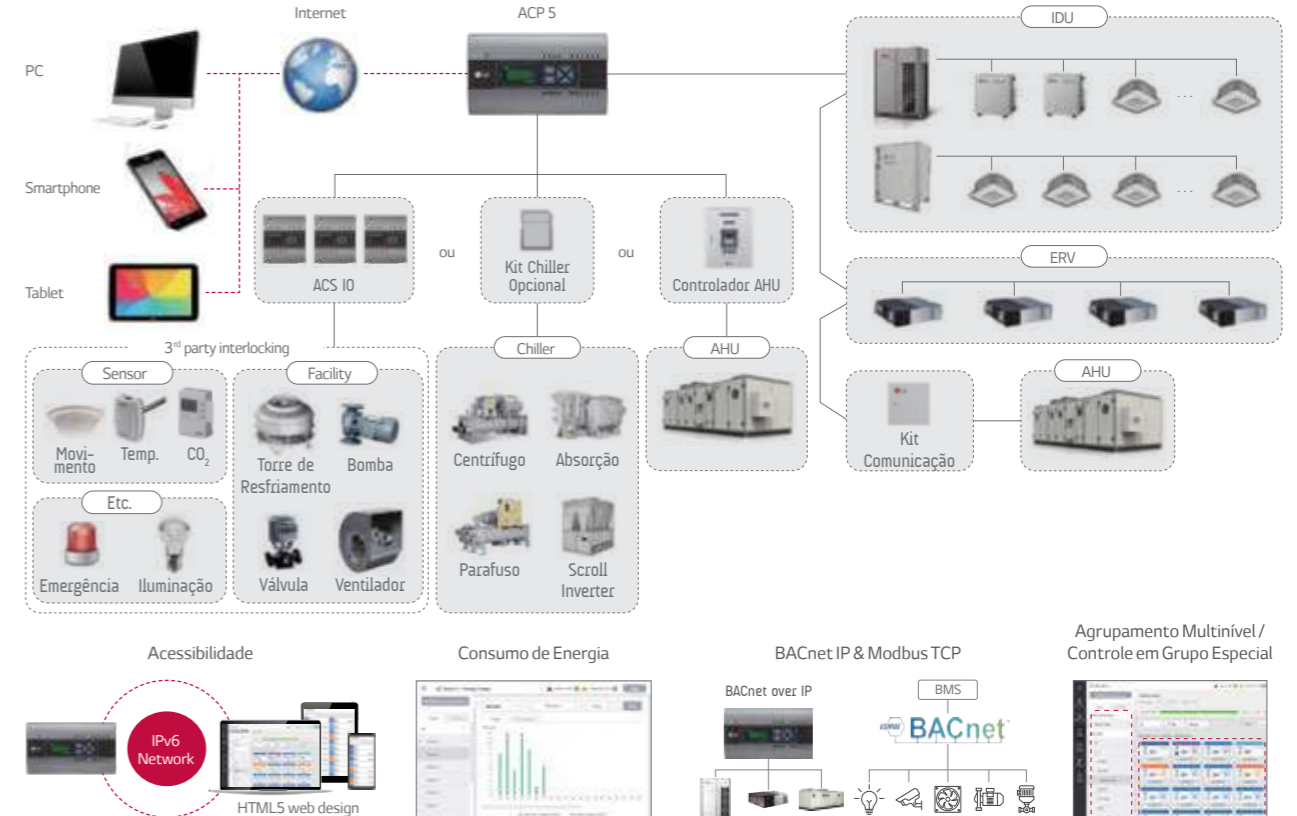 Internet
ACP 5
IDU
PC
Smartphone
Tablet
ACS IO
ou
Kit Chiller
Opcional
ou
Controlador AHU
ERV
3rd party interlocking
Sensor
Movi-
mento
Temp.
CO2
Etc.
Emergência
Iluminação
Facility
Torre de
Resfriamento
Bomba
Válvula
Ventilador
Chiller
Centrífugo
Absorção
Parafuso
Scroll
Inverter
AHU
Kit
Comunicação
AHU
Acessibilidade
IPv6
Network
HTML5 web design
Consumo de Energia
BACnet IP & Modbus TCP
BACnet over IP
BMS
ASHRAE BACnet
Agrupamento Multinível /
Controle em Grupo Especial